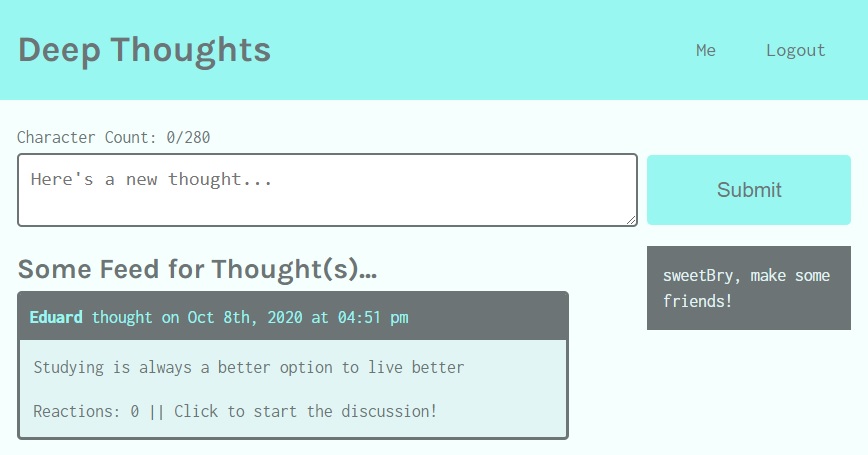 Deep Thoughts
Me
Logout
Character Count: 0/280
Here's a new thought...
Submit
Some Feed for Thought(s)...
sweetBry, make some
friends!
Eduard thought on Oct 8th, 2020 at 04:51 pm
Studying is always a better option to live better
Reactions: 0 || Click to start the discussion!